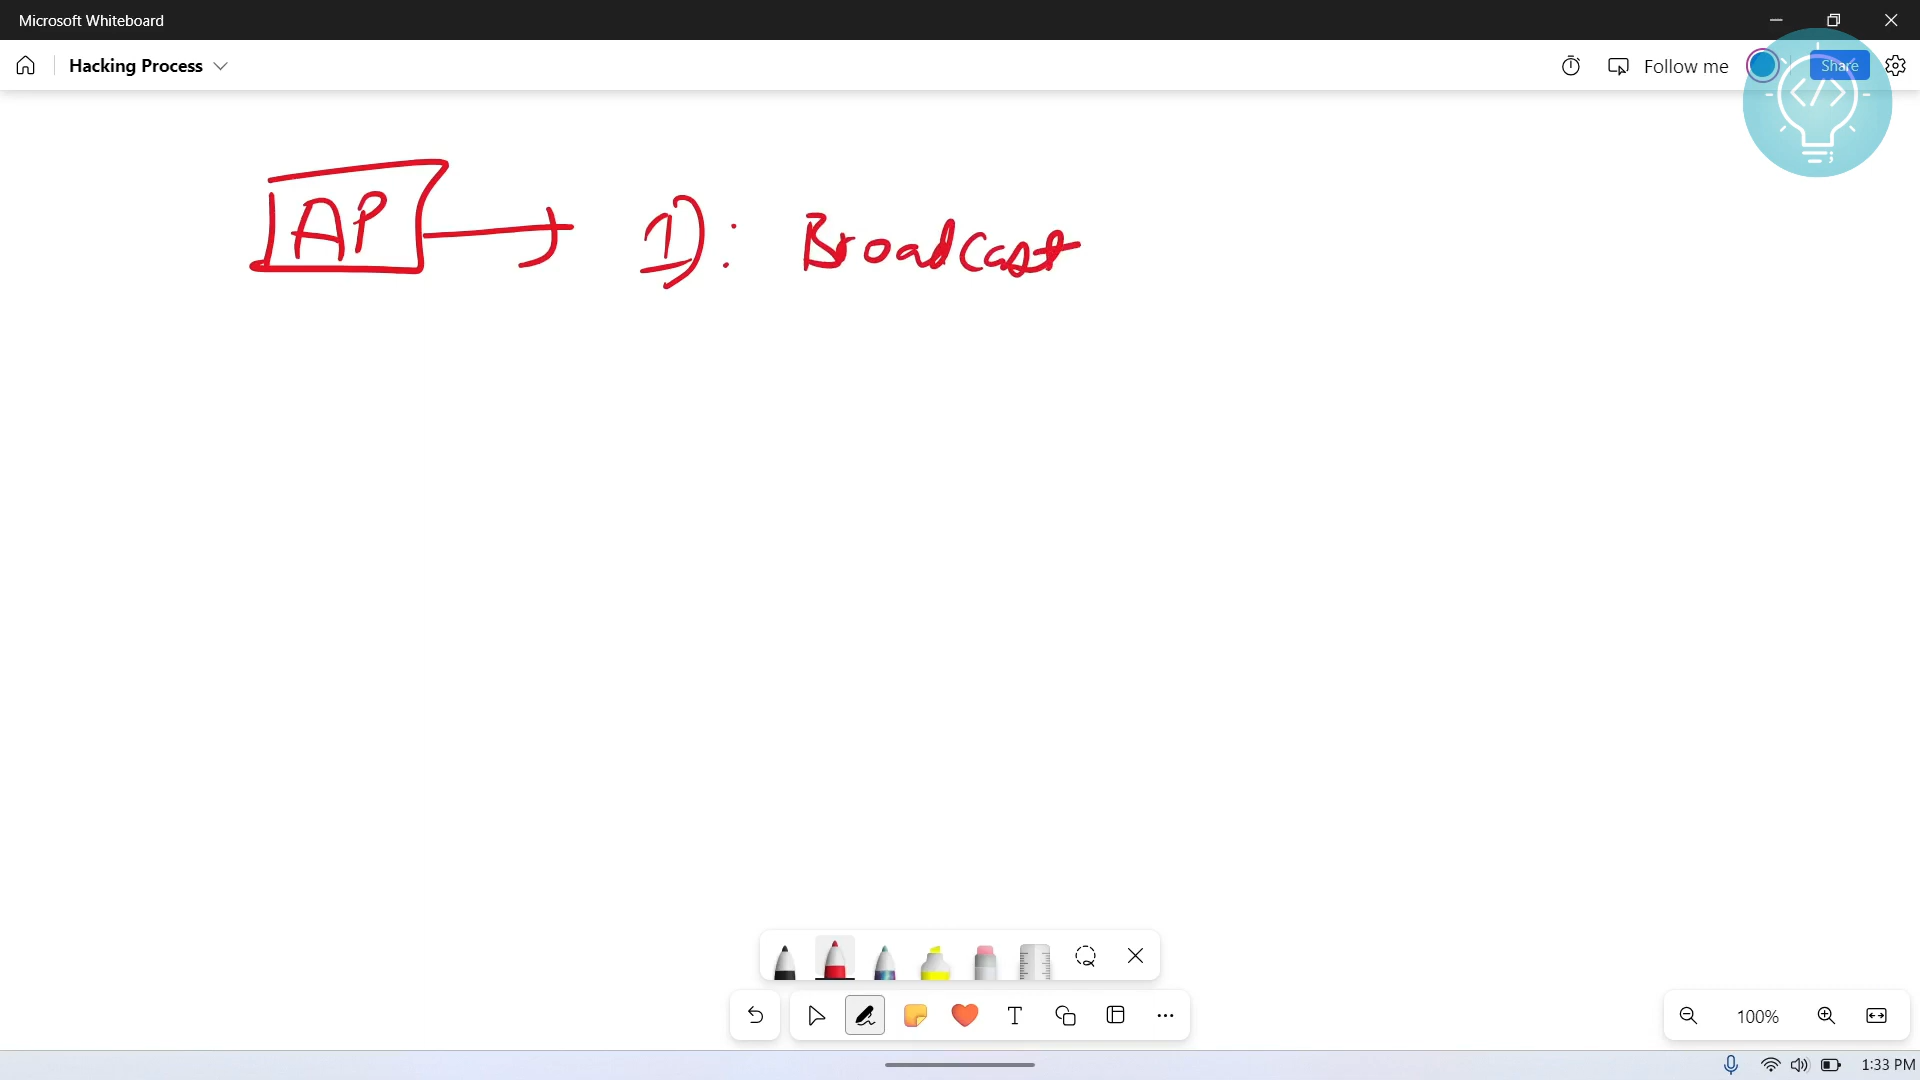 Microsoft Whiteboard
Hacking Process
Follow me
Share
</>
;
AP
1): Broadcast
T
100%
1:33 PM